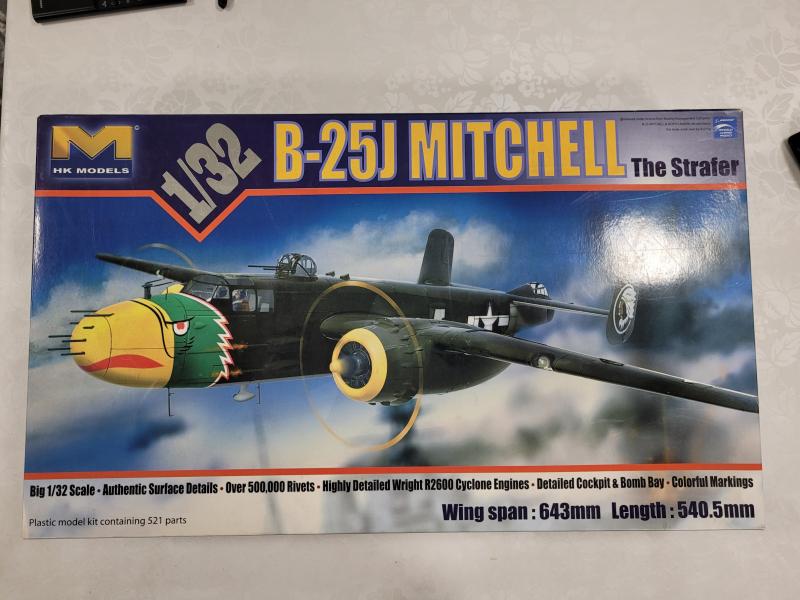 HK MODELS
1/32
B-25J MITCHELL The Strafer
Big 1/32 Scale • Authentic Surface Details • Over 500,000 Rivets • Highly Detailed Wright R2600 Cyclone Engines • Detailed Cockpit & Bomb Bay • Colorful Markings
Plastic model kit containing 521 parts
Wing span : 643mm Length : 540.5mm